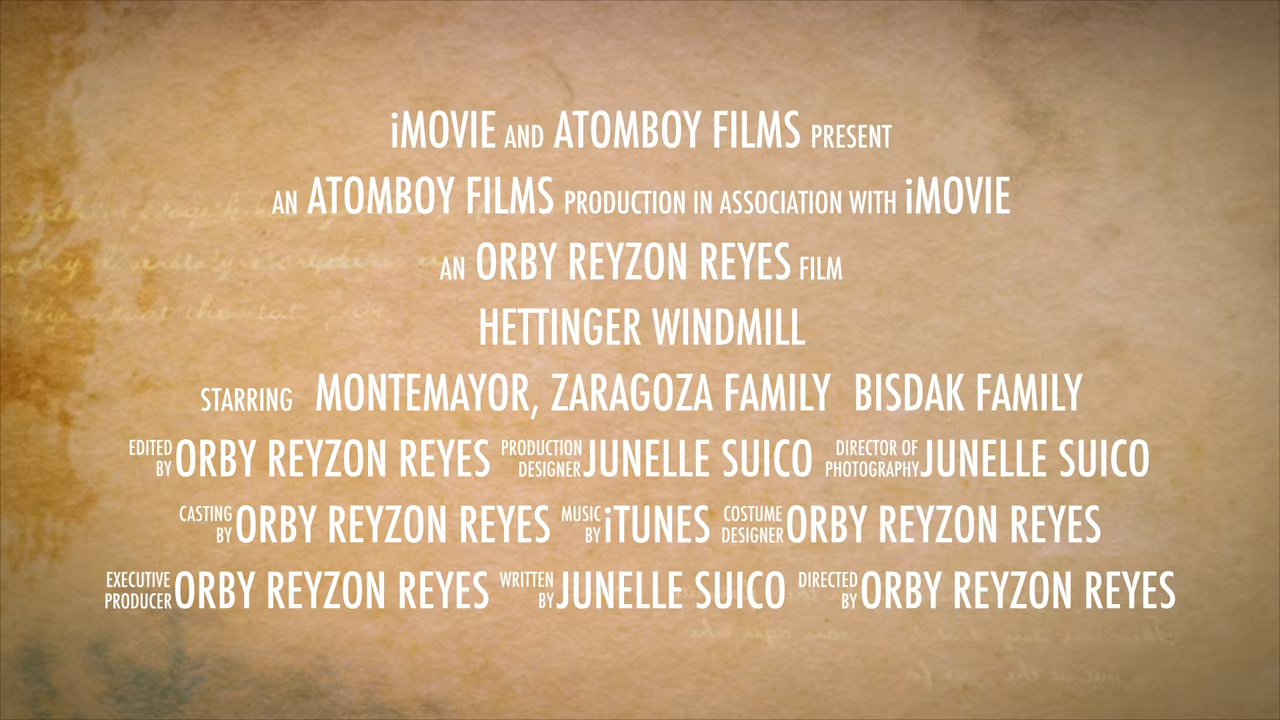 iMOVIE AND ATOMBOY FILMS PRESENT
AN ATOMBOY FILMS PRODUCTION IN ASSOCIATION WITH iMOVIE
AN ORBY REYZON REYES FILM
HETTINGER WINDMILL
STARRING MONTEMAYOR, ZARAGOZA FAMILY BISDAK FAMILY
EDITED BY ORBY REYZON REYES PRODUCTION DESIGNER JUNELLE SUICO DIRECTOR OF PHOTOGRAPHY JUNELLE SUICO
CASTING BY ORBY REYZON REYES MUSIC BY iTUNES COSTUME DESIGNER ORBY REYZON REYES
EXECUTIVE PRODUCER ORBY REYZON REYES WRITTEN BY JUNELLE SUICO DIRECTED BY ORBY REYZON REYES